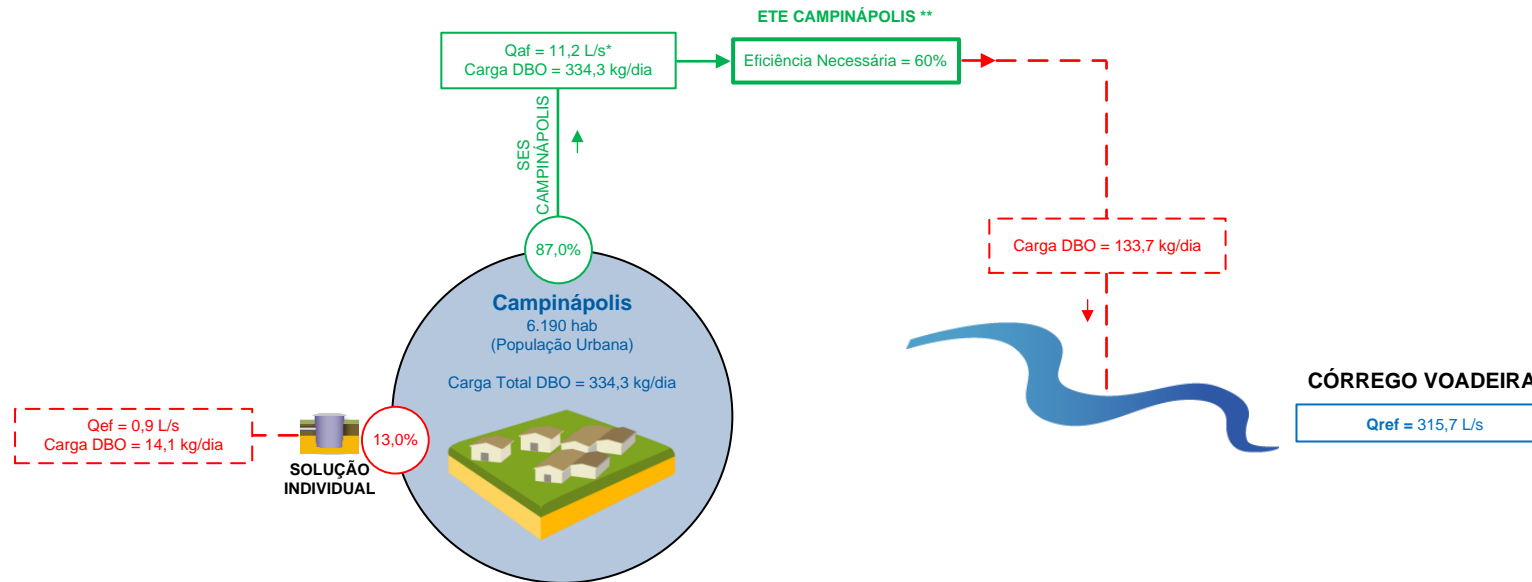 ETE CAMPINÁPOLIS **
Qaf = 11,2 L/s*
Carga DBO = 334,3 kg/dia
Eficiência Necessária = 60%
SES
CAMPINÁPOLIS
87,0%
Carga DBO = 133,7 kg/dia
Campinápolis
6.190 hab
(População Urbana)
Carga Total DBO = 334,3 kg/dia
CÓRREGO VOADEIRA
Qref = 315,7 L/s
Qef = 0,9 L/s
Carga DBO = 14,1 kg/dia
13,0%
SOLUÇÃO
INDIVIDUAL